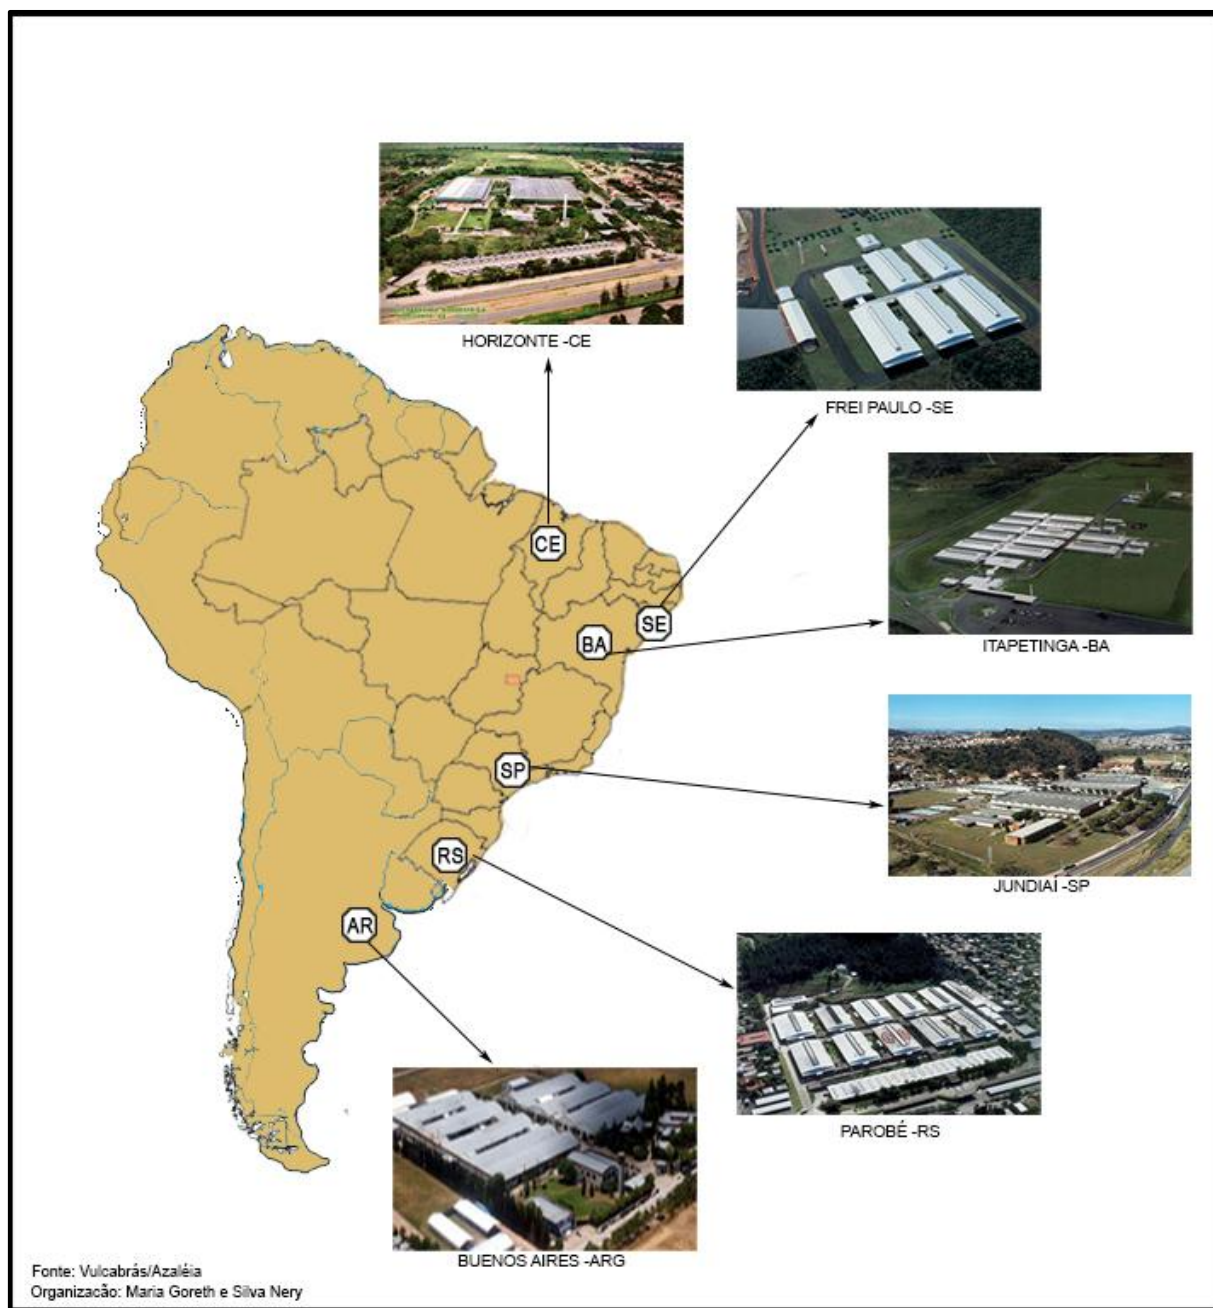 HORIZONTE -CE
FREI PAULO -SE
CE
SE
BA
ITAPETINGA -BA
SP
JUNDIAÍ -SP
RS
AR
PAROBÉ -RS
BUENOS AIRES -ARG
Fonte: Vulcabrás/Azaléia
Organizacão: Maria Goreth e Silva Nery